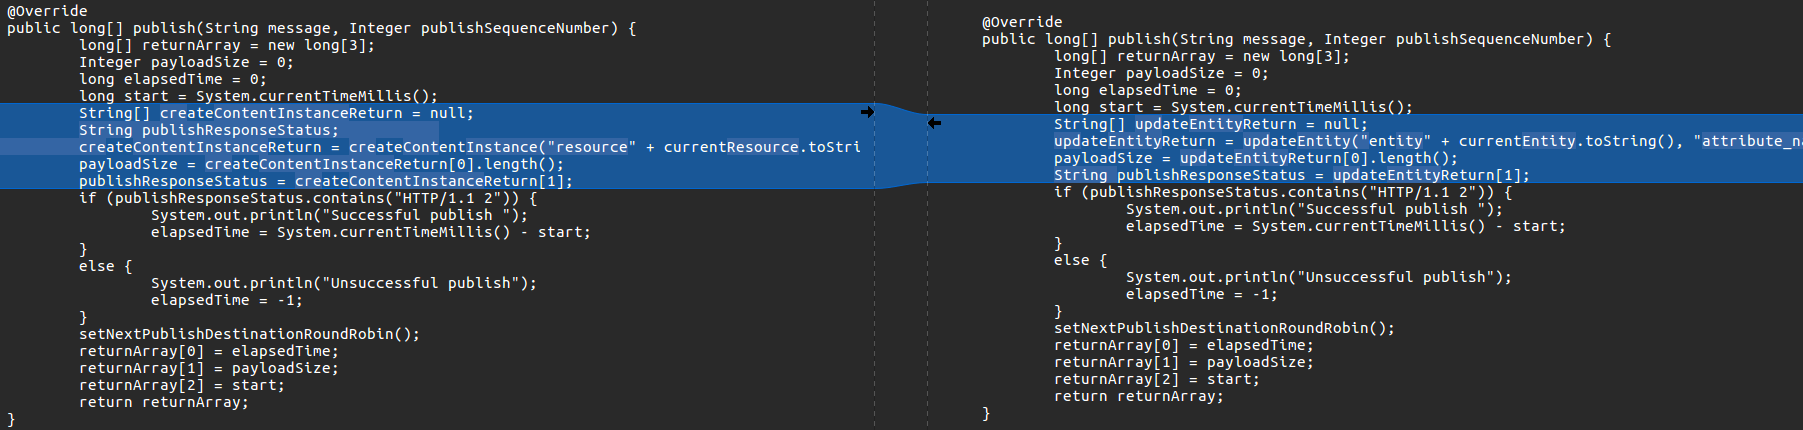 @Override
public long[] publish(String message, Integer publishSequenceNumber) {
long[] returnArray = new long[3];
Integer payloadSize = 0;
long elapsedTime = 0;
long start = System.currentTimeMillis();
String[] createContentInstanceReturn = null;
String publishResponseStatus;
createContentInstanceReturn = createContentInstance("resource" + currentResource.toStri
payloadSize = createContentInstanceReturn[0].length();
publishResponseStatus = createContentInstanceReturn[1];
if (publishResponseStatus.contains("HTTP/1.1 2")) {
System.out.println("Successful publish ");
elapsedTime = System.currentTimeMillis() - start;
}
else {
System.out.println("Unsuccessful publish");
elapsedTime = -1;
}
setNextPublishDestinationRoundRobin();
returnArray[0] = elapsedTime;
returnArray[1] = payloadSize;
returnArray[2] = start;
return returnArray;
}
@Override
public long[] publish(String message, Integer publishSequenceNumber) {
long[] returnArray = new long[3];
Integer payloadSize = 0;
long elapsedTime = 0;
long start = System.currentTimeMillis();
String[] updateEntityReturn = null;
updateEntityReturn = updateEntity("entity" + currentEntity.toString(), "attribute_na
payloadSize = updateEntityReturn[0].length();
String publishResponseStatus = updateEntityReturn[1];
if (publishResponseStatus.contains("HTTP/1.1 2")) {
System.out.println("Successful publish ");
elapsedTime = System.currentTimeMillis() - start;
}
else {
System.out.println("Unsuccessful publish");
elapsedTime = -1;
}
setNextPublishDestinationRoundRobin();
returnArray[0] = elapsedTime;
returnArray[1] = payloadSize;
returnArray[2] = start;
return returnArray;
}